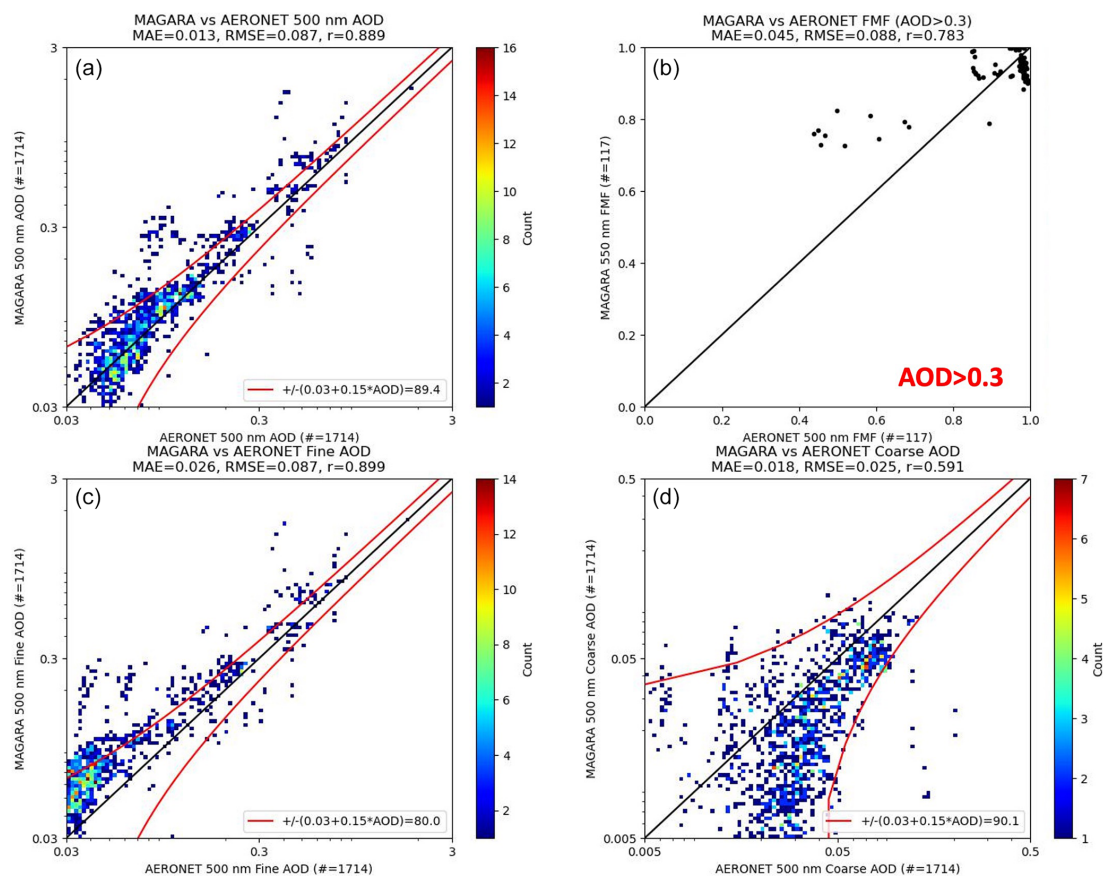 MAGARA vs AERONET 500 nm AOD
MAE=0.013, RMSE=0.087, r=0.889
(a)
3
0.3
0.03
MAGARA 500 nm AOD (#=1714)
+/-(0.03+0.15*AOD)=89.4
0.03
0.3
3
AERONET 500 nm AOD (#=1714)
16
14
12
10
8
6
4
2
Count
MAGARA vs AERONET FMF (AOD>0.3)
MAE=0.045, RMSE=0.088, r=0.783
(b)
1.0
0.8
0.6
0.4
0.2
0.0
MAGARA 550 nm FMF (#=117)
AOD>0.3
0.0
0.2
0.4
0.6
0.8
1.0
AERONET 500 nm FMF (#=117)
MAGARA vs AERONET Fine AOD
MAE=0.026, RMSE=0.087, r=0.899
(c)
3
0.3
0.03
MAGARA 500 nm Fine AOD (#=1714)
+/-(0.03+0.15*AOD)=80.0
0.03
0.3
3
AERONET 500 nm Fine AOD (#=1714)
14
12
10
8
6
4
2
Count
MAGARA vs AERONET Coarse AOD
MAE=0.018, RMSE=0.025, r=0.591
(d)
0.5
0.05
0.005
MAGARA 500 nm Coarse AOD (#=1714)
+/-(0.03+0.15*AOD)=90.1
0.005
0.05
0.5
AERONET 500 nm Coarse AOD (#=1714)
7
6
5
4
3
2
1
Count